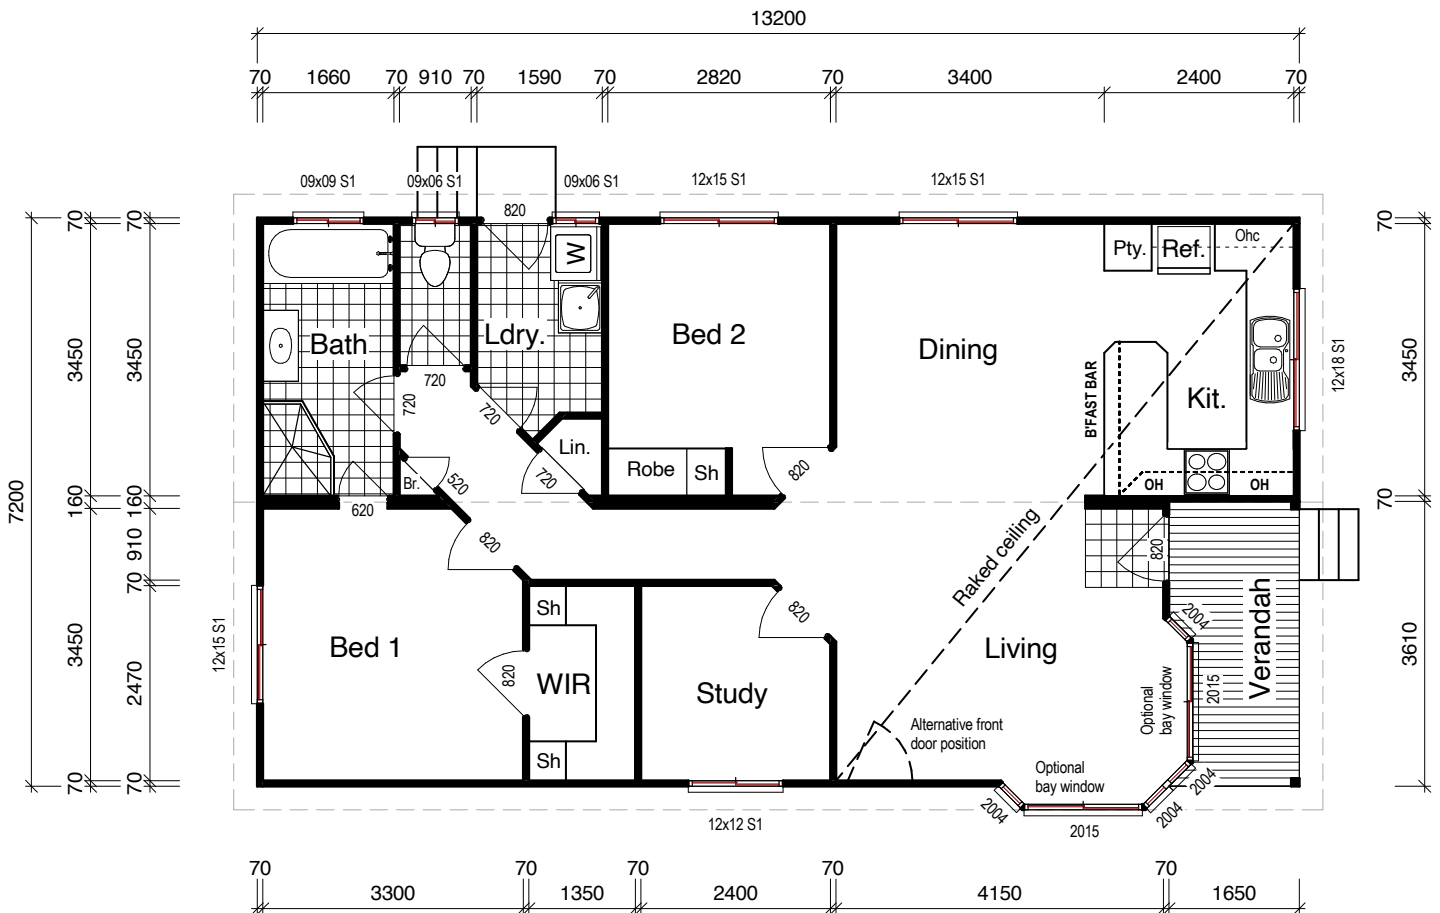 13200
70 1660 70 910 70 1590 70 2820 70 3400 2400 70
09x09 S1 09x06 S1 09x06 S1 12x15 S1 12x15 S1
820
W
Pty. Ref. Ohc
Bath Ldry. Bed 2 Dining
Kit.
B'FAST BAR
720 720 720
Lin.
Robe Sh
820
Br. 520 720
OH OH
620
12x18 S1
7200
70 3450 160 3450 70
70 3450 160 910 70 2470 70
70 3450 70 3610
820
Raked ceiling
820
Verandah
Sh
820
2004
Bed 1
820
WIR
Study
Living
12x15 S1
Optional
bay window
2015
Alternative front
door position
Sh
Optional
bay window
2004
2004
2004
2015
12x12 S1
70 3300 70 1350 70 2400 70 4150 70 1650